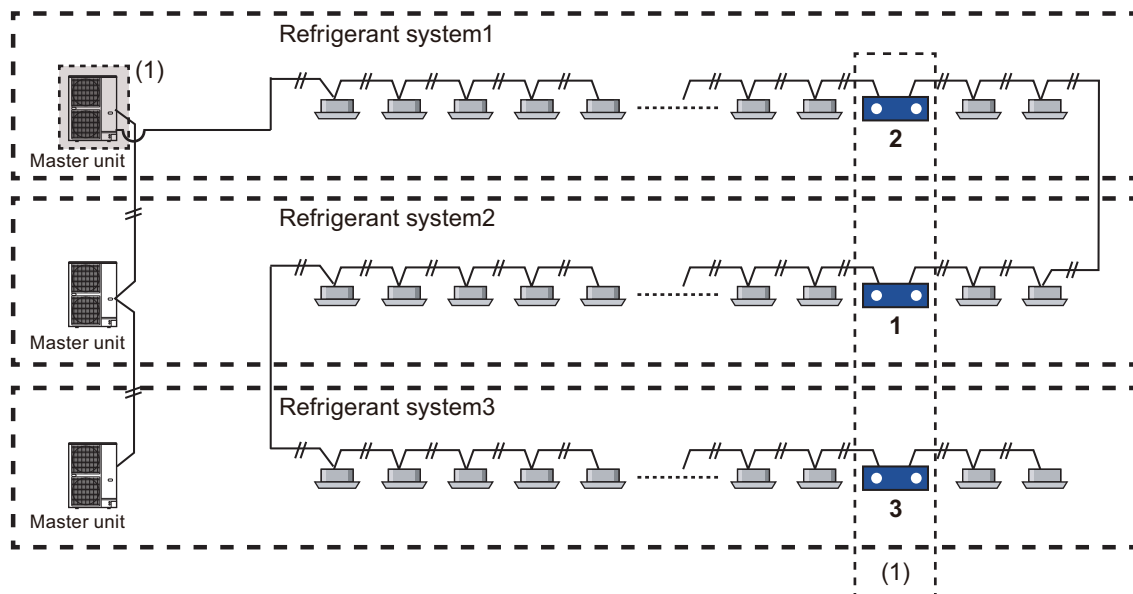 Refrigerant system1
(1)
Master unit
2
Refrigerant system2
Master unit
1
Refrigerant system3
Master unit
3
(1)